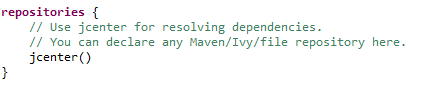 repositories {
    // Use jcenter for resolving dependencies.
    // You can declare any Maven/Ivy/file repository here.
    jcenter()
}